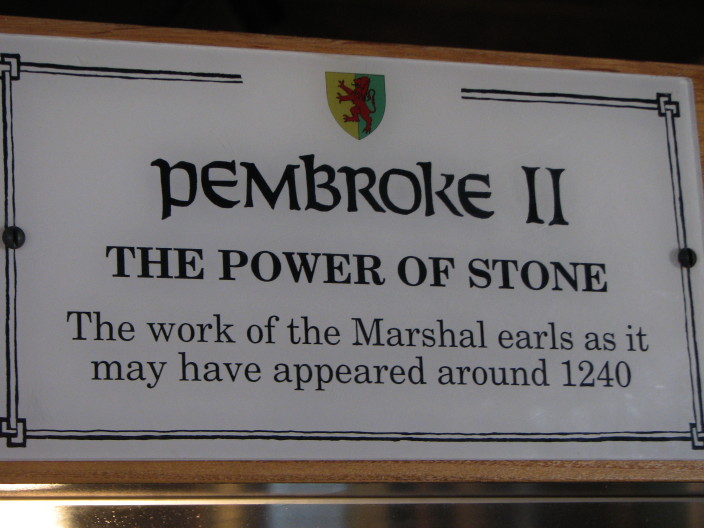 PEMBROKE II
THE POWER OF STONE
The work of the Marshal earls as it
may have appeared around 1240